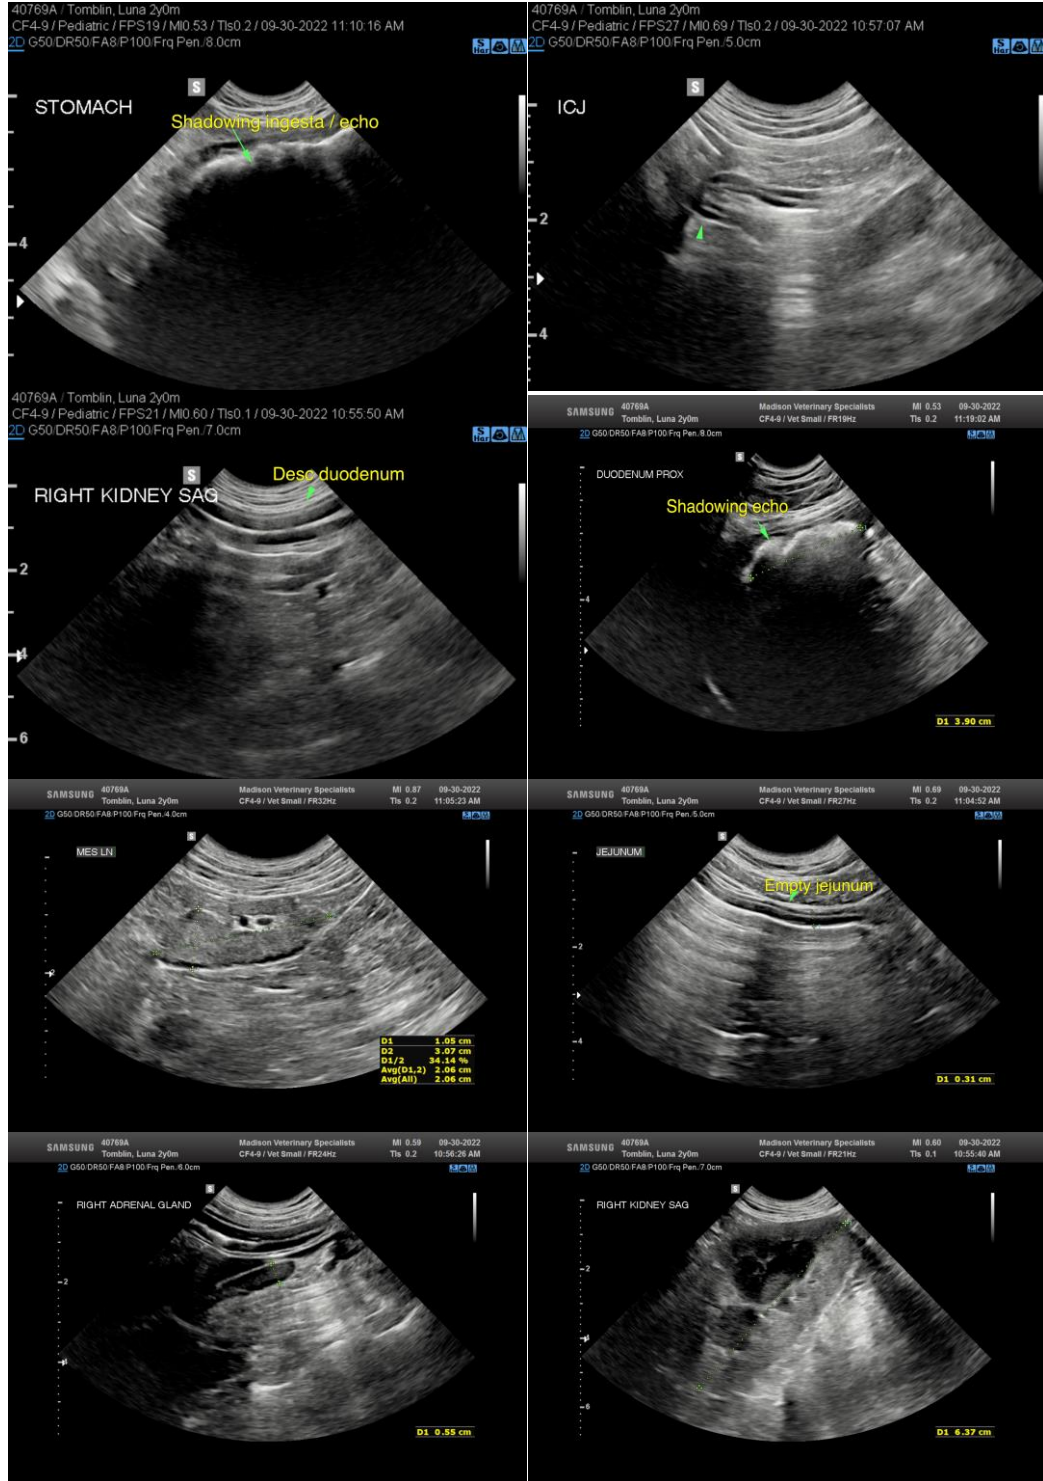 40769A / Tomblin, Luna 2y0m
CF4-9 / Pediatric / FPS19 / MI0.53 / TIs0.2 / 09-30-2022 11:10:16 AM
2D G50/DR50/FA8/P100/Frq Pen./8.0cm
S
STOMACH
Shadowing ingesta / echo
4
40769A / Tomblin, Luna 2y0m
CF4-9 / Pediatric / FPS27 / MI0.69 / TIs0.2 / 09-30-2022 10:57:07 AM
2D G50/DR50/FA8/P100/Frq Pen./5.0cm
S
ICJ
2
4
40769A / Tomblin, Luna 2y0m
CF4-9 / Pediatric / FPS21 / MI0.60 / TIs0.1 / 09-30-2022 10:55:50 AM
2D G50/DR50/FA8/P100/Frq Pen./7.0cm
S
Desc duodenum
RIGHT KIDNEY SAG
2
4
6
SAMSUNG 40769A Madison Veterinary Specialists MI 0.53 09-30-2022
Tomblin, Luna 2y0m CF4-9 / Vet Small / FR19Hz TIs 0.2 11:19:02 AM
2D G50/DR50/FA8/P100/Frq Pen./8.0cm
S
DUODENUM PROX
Shadowing echo
4
D1 3.90 cm
SAMSUNG 40769A Madison Veterinary Specialists MI 0.87 09-30-2022
Tomblin, Luna 2y0m CF4-9 / Vet Small / FR32Hz TIs 0.2 11:05:23 AM
2D G50/DR50/FA8/P100/Frq Pen./4.0cm
S
MES LN
2
D1 1.05 cm
D2 3.07 cm
D1/2 34.14 %
Avg(D1,2) 2.06 cm
Avg(All) 2.06 cm
SAMSUNG 40769A Madison Veterinary Specialists MI 0.69 09-30-2022
Tomblin, Luna 2y0m CF4-9 / Vet Small / FR27Hz TIs 0.2 11:04:52 AM
2D G50/DR50/FA8/P100/Frq Pen./5.0cm
S
JEJUNUM
Empty jejunum
2
4
D1 0.31 cm
SAMSUNG 40769A Madison Veterinary Specialists MI 0.59 09-30-2022
Tomblin, Luna 2y0m CF4-9 / Vet Small / FR24Hz TIs 0.2 10:56:26 AM
2D G50/DR50/FA8/P100/Frq Pen./6.0cm
S
RIGHT ADRENAL GLAND
2
4
D1 0.55 cm
SAMSUNG 40769A Madison Veterinary Specialists MI 0.60 09-30-2022
Tomblin, Luna 2y0m CF4-9 / Vet Small / FR21Hz TIs 0.1 10:55:40 AM
2D G50/DR50/FA8/P100/Frq Pen./7.0cm
S
RIGHT KIDNEY SAG
2
4
6
D1 6.37 cm